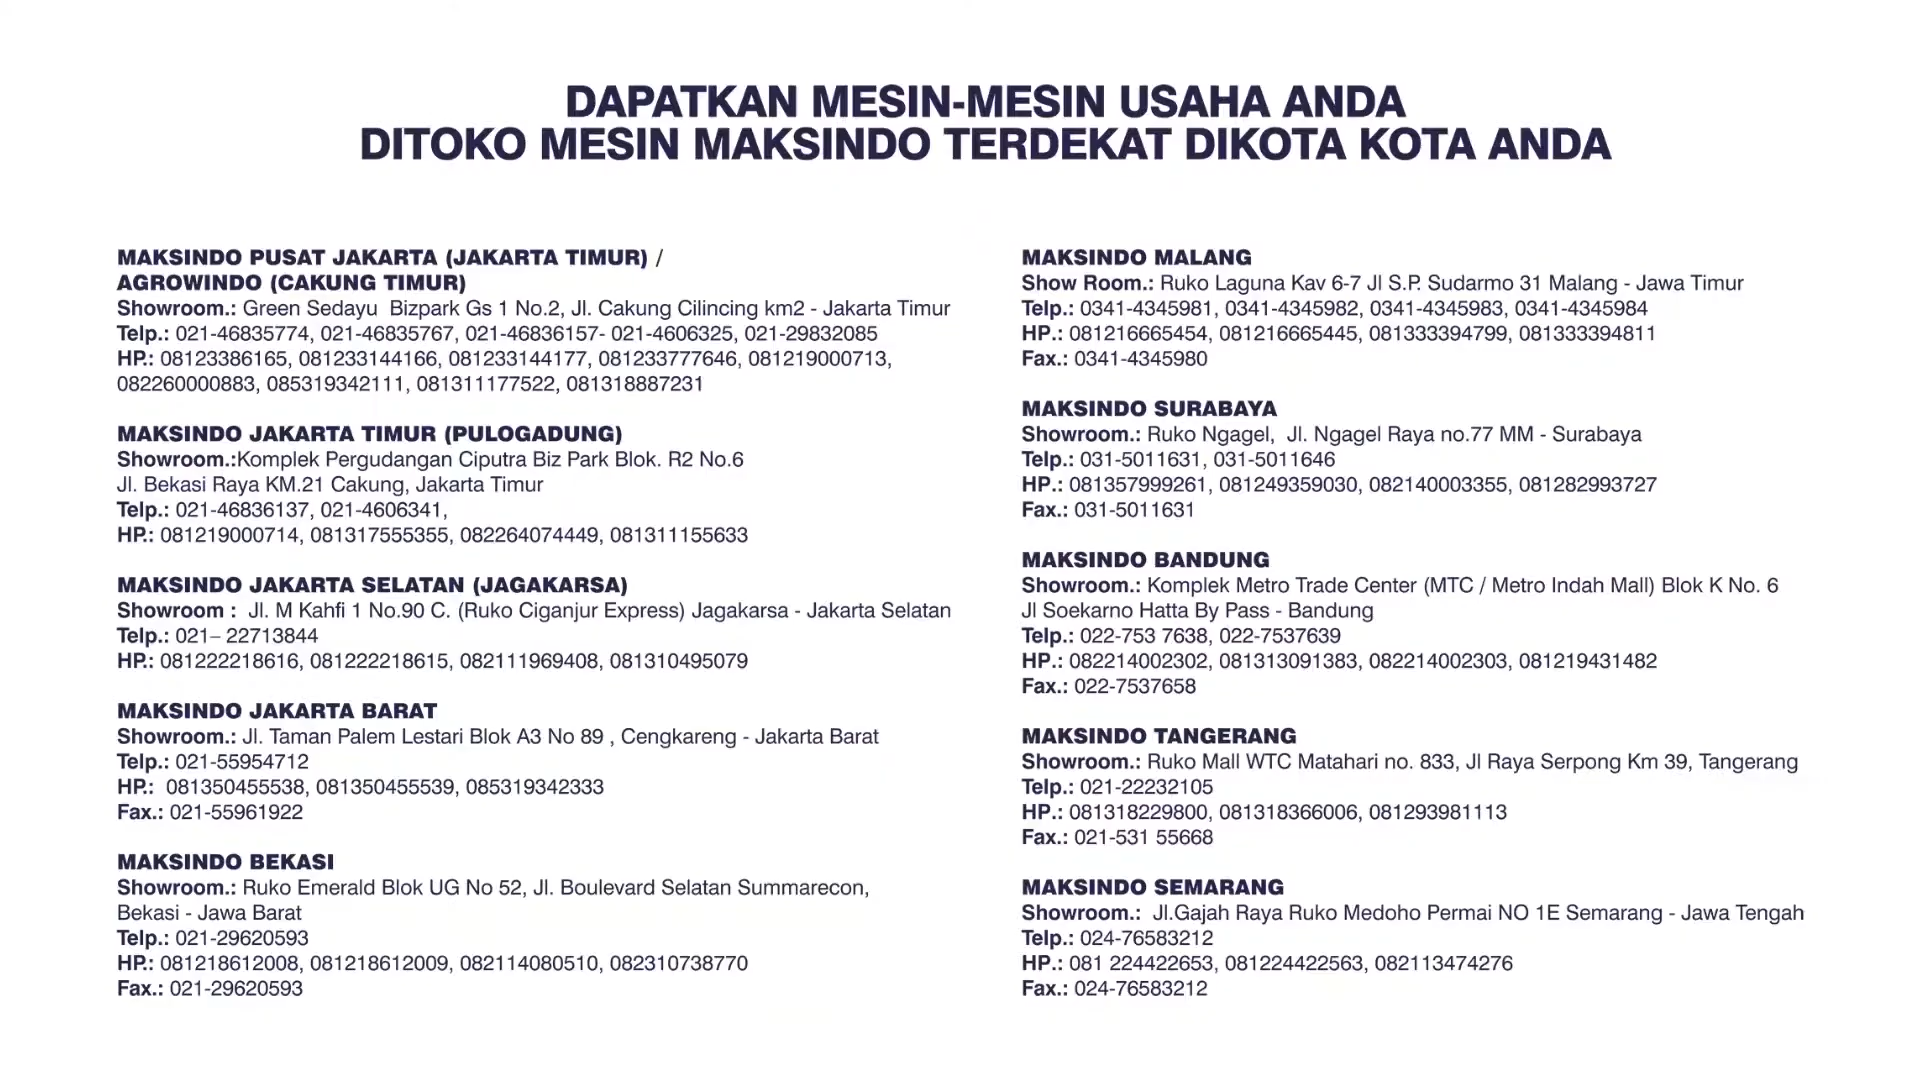 DAPATKAN MESIN-MESIN USAHA ANDA
DITOKO MESIN MAKSINDO TERDEKAT DIKOTA KOTA ANDA
MAKSINDO PUSAT JAKARTA (JAKARTA TIMUR) /
AGROWINDO (CAKUNG TIMUR)
Showroom.: Green Sedayu Bizpark Gs 1 No.2, Jl. Cakung Cilincing km2 - Jakarta Timur
Telp.: 021-46835774, 021-46835767, 021-46836157- 021-4606325, 021-29832085
HP.: 08123386165, 081233144166, 081233144177, 081233777646, 081219000713,
082260000883, 085319342111, 081311177522, 081318887231
MAKSINDO JAKARTA TIMUR (PULOGADUNG)
Showroom.:Komplek Pergudangan Ciputra Biz Park Blok. R2 No.6
Jl. Bekasi Raya KM.21 Cakung, Jakarta Timur
Telp.: 021-46836137, 021-4606341,
HP.: 081219000714, 081317555355, 082264074449, 081311155633
MAKSINDO JAKARTA SELATAN (JAGAKARSA)
Showroom : Jl. M Kahfi 1 No.90 C. (Ruko Ciganjur Express) Jagakarsa - Jakarta Selatan
Telp.: 021– 22713844
HP.: 081222218616, 081222218615, 082111969408, 081310495079
MAKSINDO JAKARTA BARAT
Showroom.: Jl. Taman Palem Lestari Blok A3 No 89 , Cengkareng - Jakarta Barat
Telp.: 021-55954712
HP.: 081350455538, 081350455539, 085319342333
Fax.: 021-55961922
MAKSINDO BEKASI
Showroom.: Ruko Emerald Blok UG No 52, Jl. Boulevard Selatan Summarecon,
Bekasi - Jawa Barat
Telp.: 021-29620593
HP.: 081218612008, 081218612009, 082114080510, 082310738770
Fax.: 021-29620593
MAKSINDO MALANG
Show Room.: Ruko Laguna Kav 6-7 Jl S.P. Sudarmo 31 Malang - Jawa Timur
Telp.: 0341-4345981, 0341-4345982, 0341-4345983, 0341-4345984
HP.: 081216665454, 081216665445, 081333394799, 081333394811
Fax.: 0341-4345980
MAKSINDO SURABAYA
Showroom.: Ruko Ngagel, Jl. Ngagel Raya no.77 MM - Surabaya
Telp.: 031-5011631, 031-5011646
HP.: 081357999261, 081249359030, 082140003355, 081282993727
Fax.: 031-5011631
MAKSINDO BANDUNG
Showroom.: Komplek Metro Trade Center (MTC / Metro Indah Mall) Blok K No. 6
Jl Soekarno Hatta By Pass - Bandung
Telp.: 022-753 7638, 022-7537639
HP.: 082214002302, 081313091383, 082214002303, 081219431482
Fax.: 022-7537658
MAKSINDO TANGERANG
Showroom.: Ruko Mall WTC Matahari no. 833, Jl Raya Serpong Km 39, Tangerang
Telp.: 021-22232105
HP.: 081318229800, 081318366006, 081293981113
Fax.: 021-531 55668
MAKSINDO SEMARANG
Showroom.: Jl.Gajah Raya Ruko Medoho Permai NO 1E Semarang - Jawa Tengah
Telp.: 024-76583212
HP.: 081 224422653, 081224422563, 082113474276
Fax.: 024-76583212